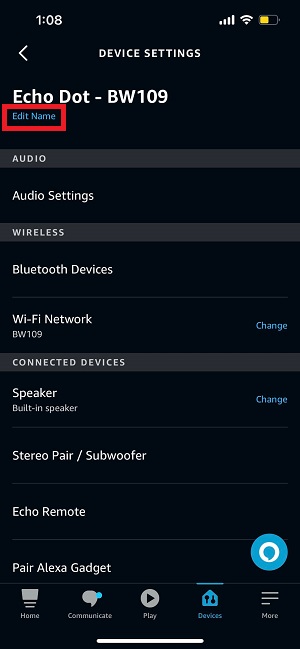 1:08
DEVICE SETTINGS
Echo Dot - BW109
Edit Name
AUDIO
Audio Settings
WIRELESS
Bluetooth Devices
Wi-Fi Network
BW109
Change
CONNECTED DEVICES
Speaker
Built-in speaker
Change
Stereo Pair / Subwoofer
Echo Remote
Pair Alexa Gadget
Home Communicate Play Devices More